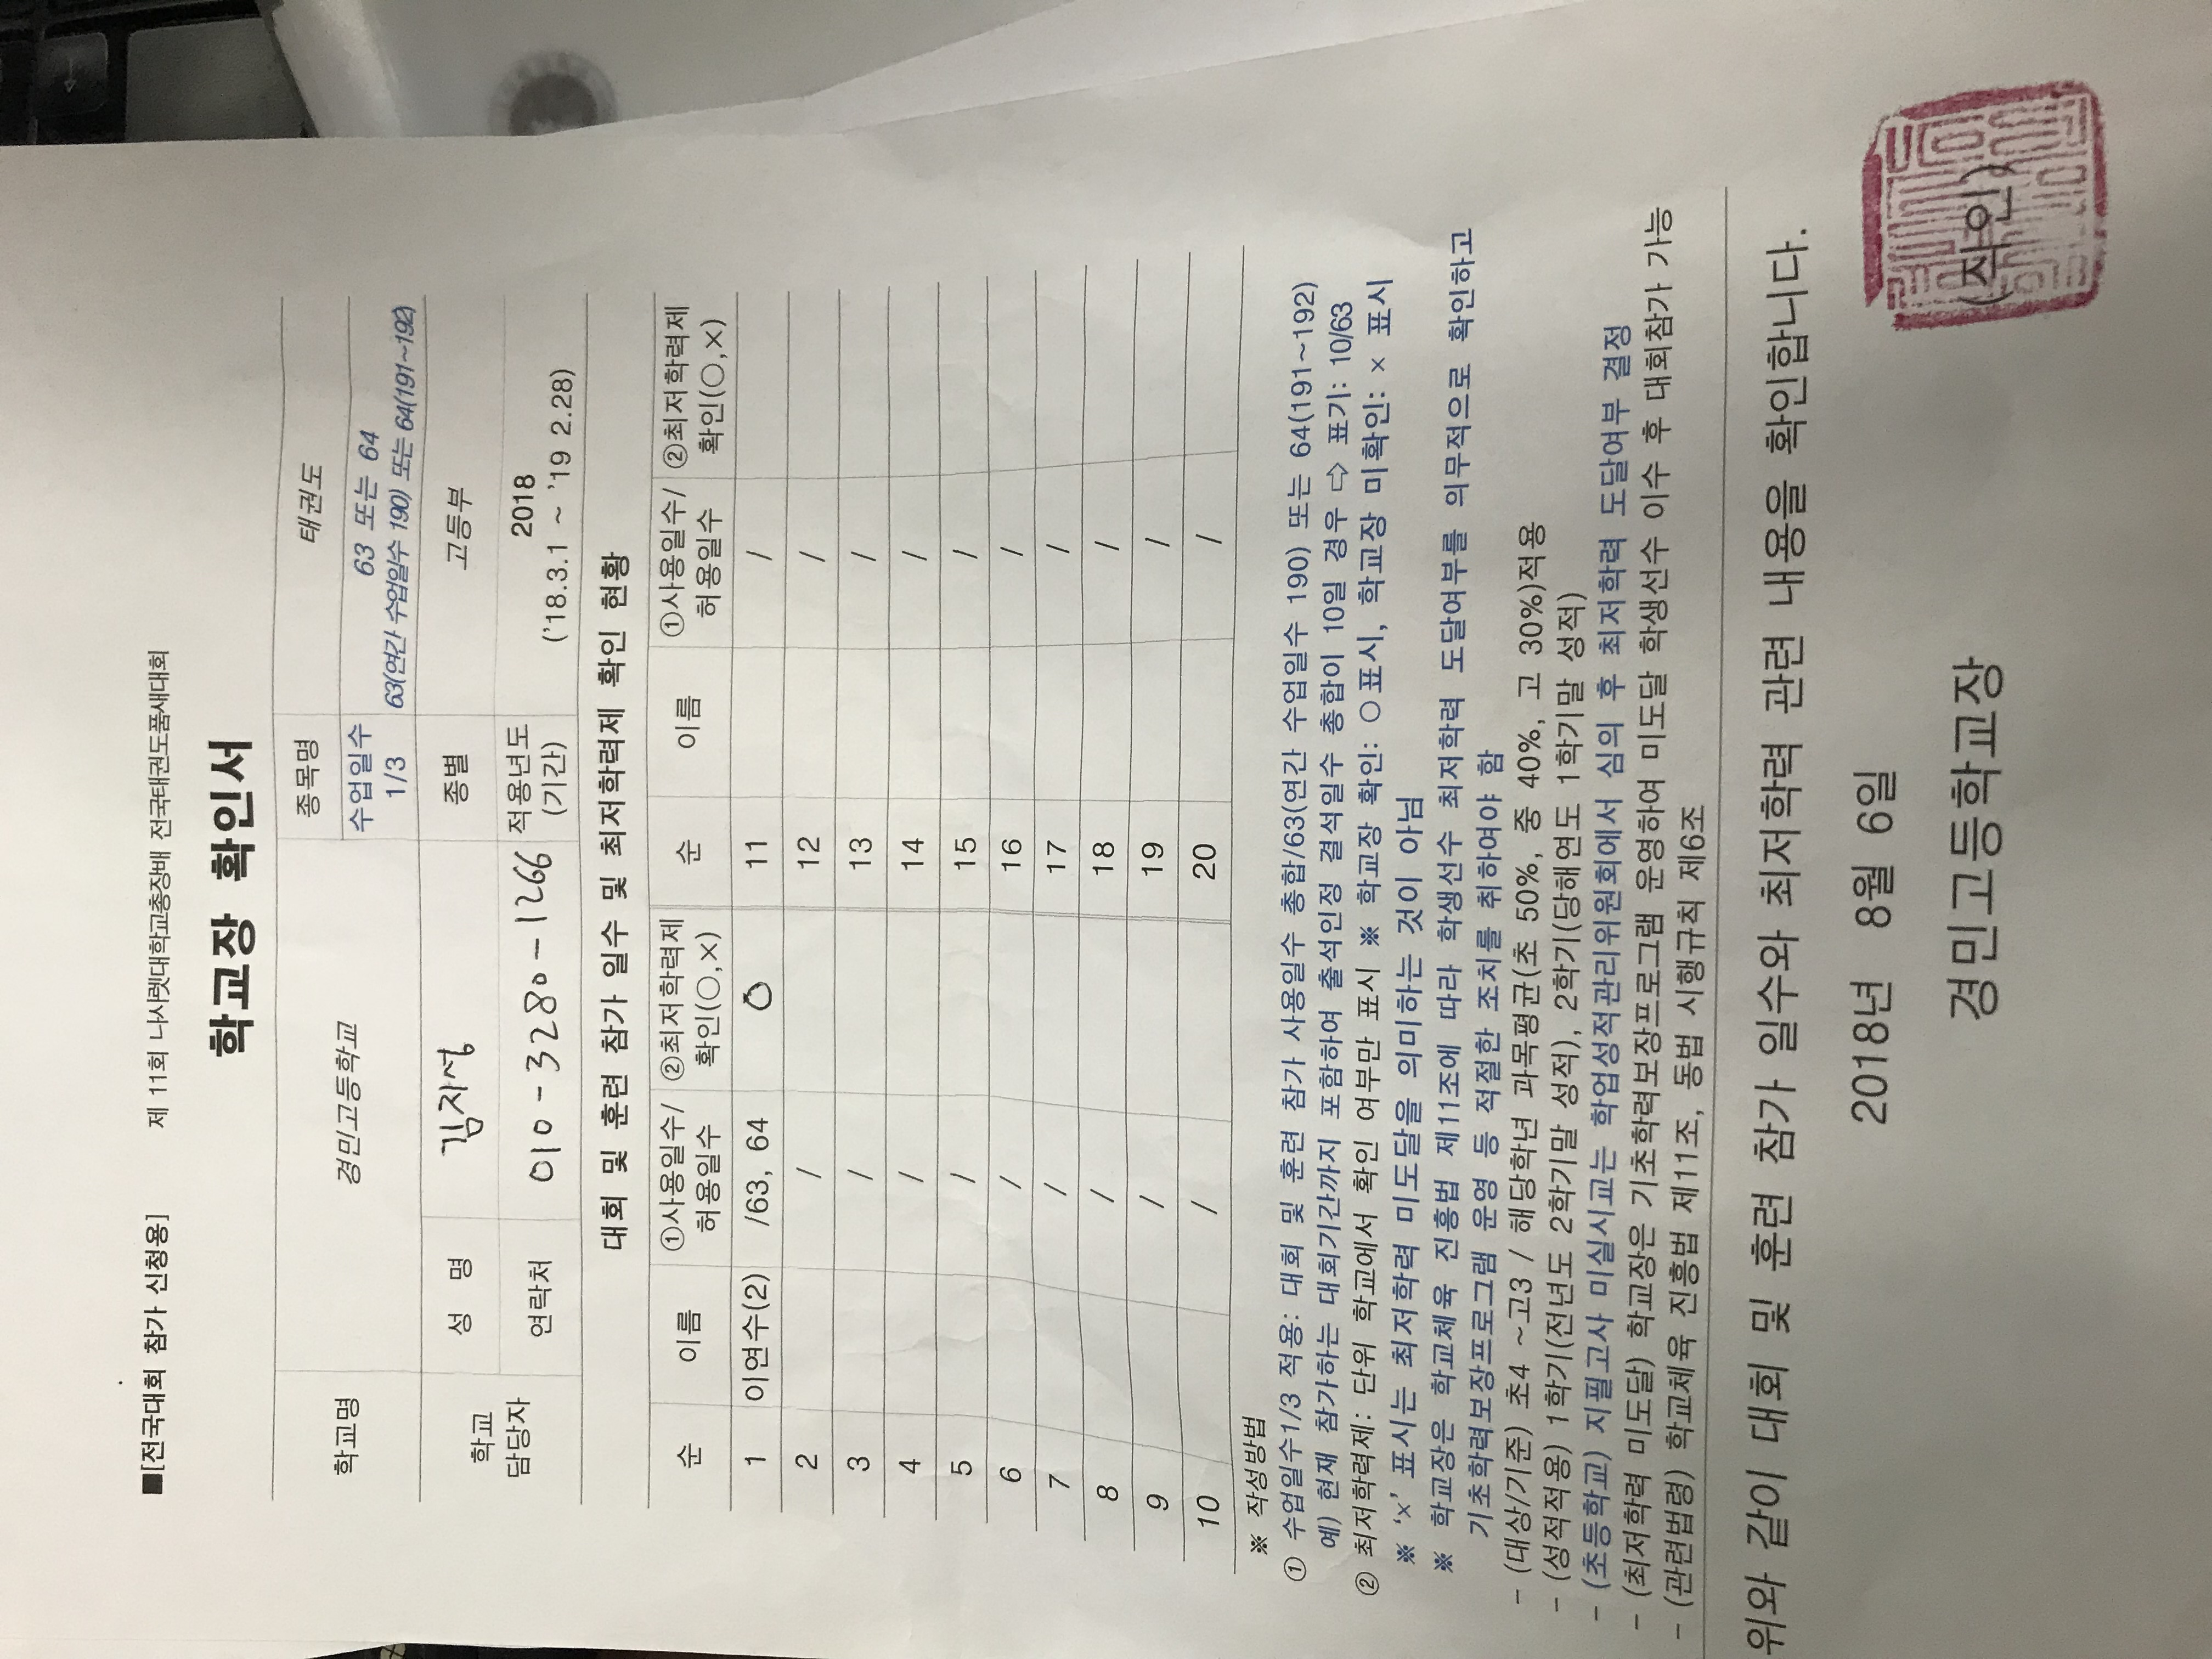 ■[전국대회 참가 신청용] 제 11회 나사렛대학교총장배 전국태권도품새대회
학교장 확인서
학교명 경민고등학교 종목명 태권도
수업일수 1/3 63 또는 64
63(연간 수업일수 190) 또는 64(191~192)
학교 담당자 성 명 김지성 종별 고등부
연락처 010-3280-1266 적용년도 (기간) 2018
('18.3.1 ~ '19 2.28)
대회 및 훈련 참가 일수 및 최저학력제 확인 현황
순 이름 ①사용일수/허용일수 ②최저학력제 확인(○,×) 순 이름 ①사용일수/허용일수 ②최저학력제 확인(○,×)
1 이연수(2) /63, 64 O 11 /
2 / 12 /
3 / 13 /
4 / 14 /
5 / 15 /
6 / 16 /
7 / 17 /
8 / 18 /
9 / 19 /
10 / 20 /
※ 작성방법
① 수업일수1/3 적용: 대회 및 훈련 참가 사용일수 총합/63(연간 수업일수 190) 또는 64(191~192)
예) 현재 참가하는 대회기간까지 포함하여 출석인정 결석일수 총합이 10일 경우 ⇨ 표기: 10/63
② 최저학력제: 단위 학교에서 확인 여부만 표시 ※ 학교장 확인: ○표시, 학교장 미확인: × 표시
※ '×' 표시는 최저학력 미도달을 의미하는 것이 아님
※ 학교장은 학교체육 진흥법 제11조에 따라 학생선수 최저학력 도달여부를 의무적으로 확인하고
기초학력보장프로그램 운영 등 적절한 조치를 취하여야 함
- (대상/기준) 초4 ~고3 / 해당학년 과목평균(초 50%, 중 40%, 고 30%)적용
- (성적적용) 1학기(전년도 2학기말 성적), 2학기(당해연도 1학기말 성적)
- (초등학교) 지필고사 미실시교는 학업성적관리위원회에서 심의 후 최저학력 도달여부 결정
- (최저학력 미도달) 학교장은 기초학력보장프로그램 운영하여 미도달 학생선수 이수 후 대회참가 가능
- (관련법령) 학교체육 진흥법 제11조, 동법 시행규칙 제6조
위와 같이 대회 및 훈련 참가 일수와 최저학력 관련 내용을 확인합니다.
2018년 8월 6일
경민고등학교장 (직인)